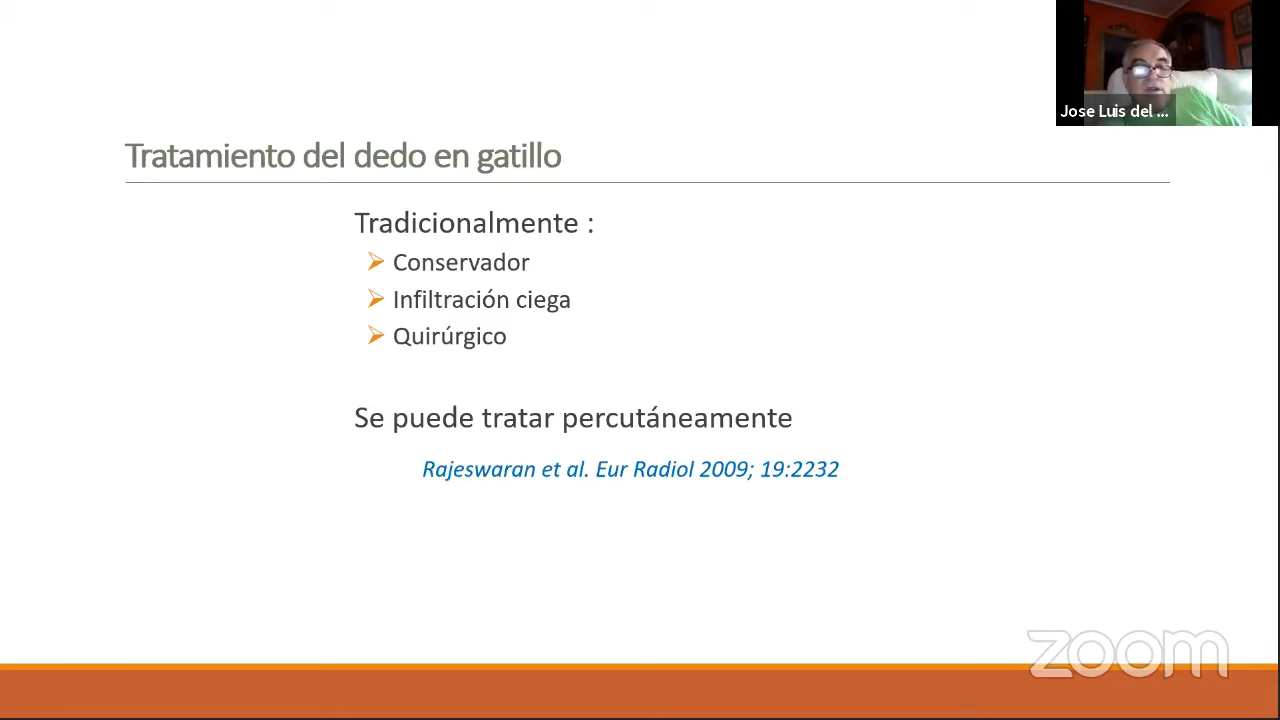 Jose Luis del ...
Tratamiento del dedo en gatillo
Tradicionalmente :
Conservador
Infiltración ciega
Quirúrgico
Se puede tratar percutáneamente
Rajeswaran et al. Eur Radiol 2009; 19:2232
zoom